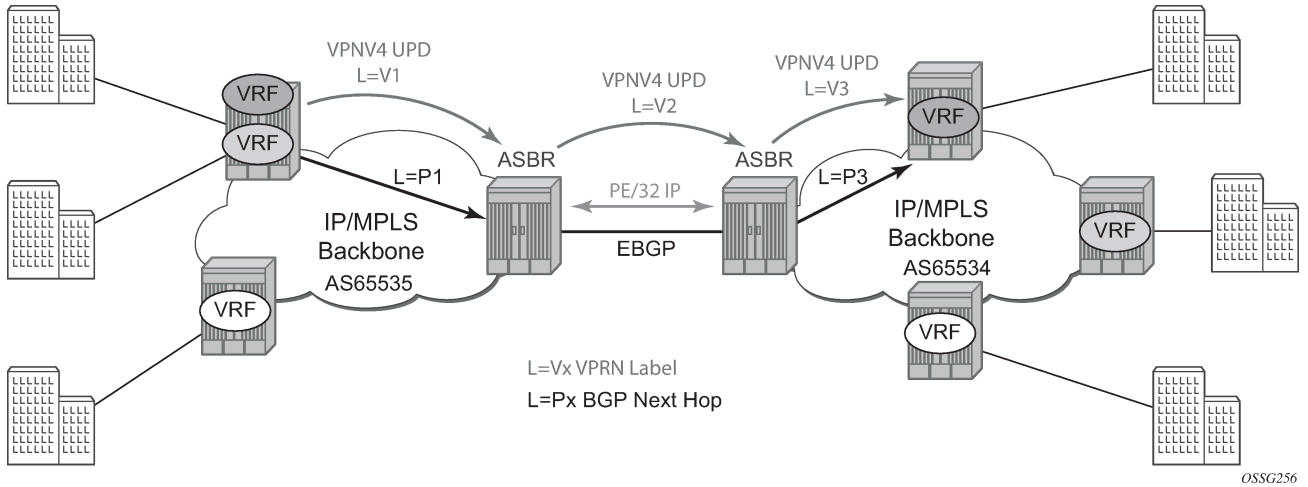 VPNV4 UPD
L=V1
VPNV4 UPD
L=V2
VPNV4 UPD
L=V3
VRF
VRF
VRF
ASBR
ASBR
L=P1
PE/32 IP
L=P3
IP/MPLS
Backbone
AS65535
EBGP
IP/MPLS
Backbone
AS65534
VRF
VRF
VRF
L=Vx VPRN Label
L=Px BGP Next Hop
OSSG256